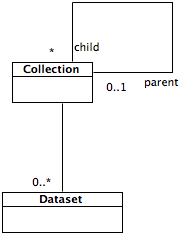 child
*
Collection
0..1
parent
0..*
Dataset